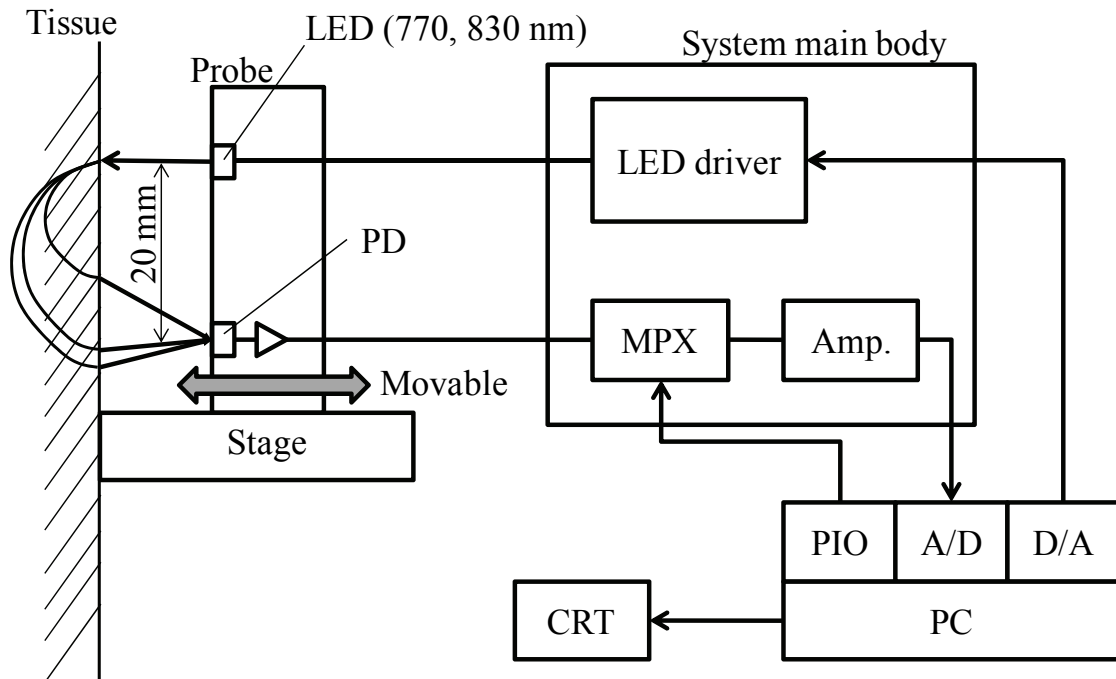 Tissue
LED (770, 830 nm)
System main body
Probe
LED driver
20 mm
PD
MPX
Amp.
Movable
Stage
PIO
A/D
D/A
CRT
PC